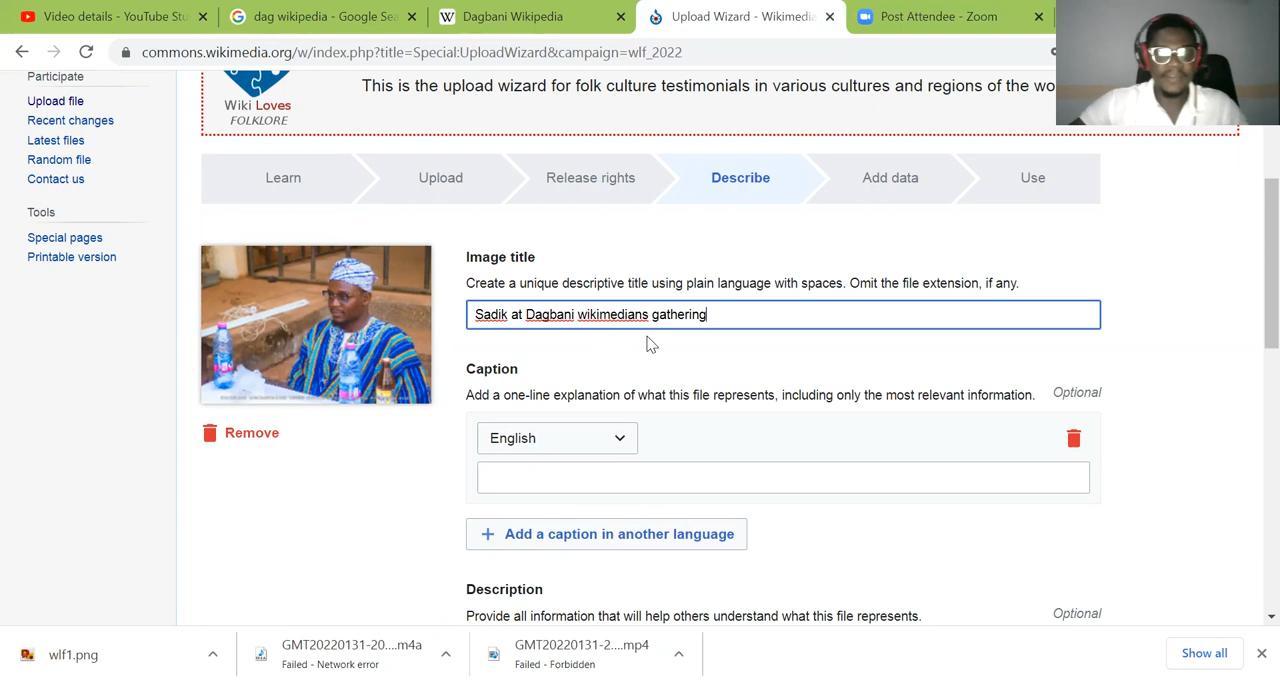 Video details - YouTube Stu
dag wikipedia - Google Sea
Dagbani Wikipedia
Upload Wizard - Wikimedia
Post Attendee - Zoom
commons.wikimedia.org/w/index.php?title=Special:UploadWizard&campaign=wlf_2022
Participate
Upload file
Recent changes
Latest files
Random file
Contact us
Tools
Special pages
Printable version
Wiki Loves
FOLKLORE
This is the upload wizard for folk culture testimonials in various cultures and regions of the wo
Learn
Upload
Release rights
Describe
Add data
Use
Remove
Image title
Create a unique descriptive title using plain language with spaces. Omit the file extension, if any.
Sadik at Dagbani wikimedians gathering
Caption
Add a one-line explanation of what this file represents, including only the most relevant information.
Optional
English
+ Add a caption in another language
Description
Provide all information that will help others understand what this file represents.
Optional
wlf1.png
GMT20220131-20....m4a
Failed - Network error
GMT20220131-2....mp4
Failed - Forbidden
Show all